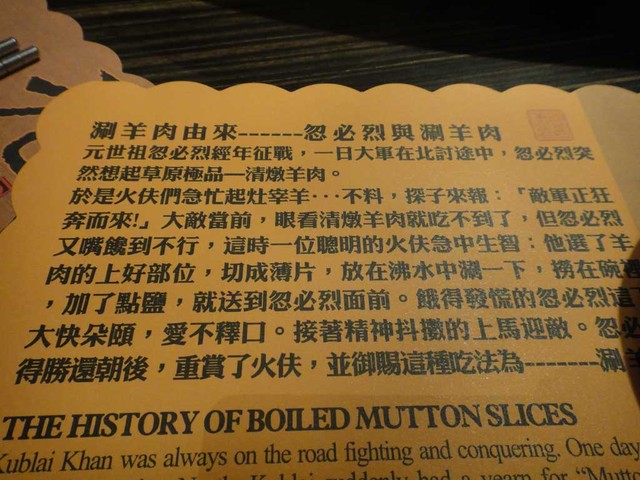 涮羊肉由來------忽必烈與涮羊肉
元世祖忽必烈經年征戰，一日大軍在北討途中，忽必烈突
然想起草原極品—清燉羊肉。
於是火伕們急忙起灶宰羊…不料，探子來報：「敵軍正狂
奔而來!」大敵當前，眼看清燉羊肉就吃不到了，但忽必烈
又嘴饞到不行，這時一位聰明的火伕急中生智：他選了羊
肉的上好部位，切成薄片，放在沸水中涮一下，撈在碗裡
，加了點鹽，就送到忽必烈面前。餓得發慌的忽必烈這
大快朵頤，愛不釋口。接著精神抖擻的上馬迎敵。忽必
得勝還朝後，重賞了火伕，並御賜這種吃法為-------涮
THE HISTORY OF BOILED MUTTON SLICES
Kublai Khan was always on the road fighting and conquering. One day
suddenly had a yearn for “Mutto